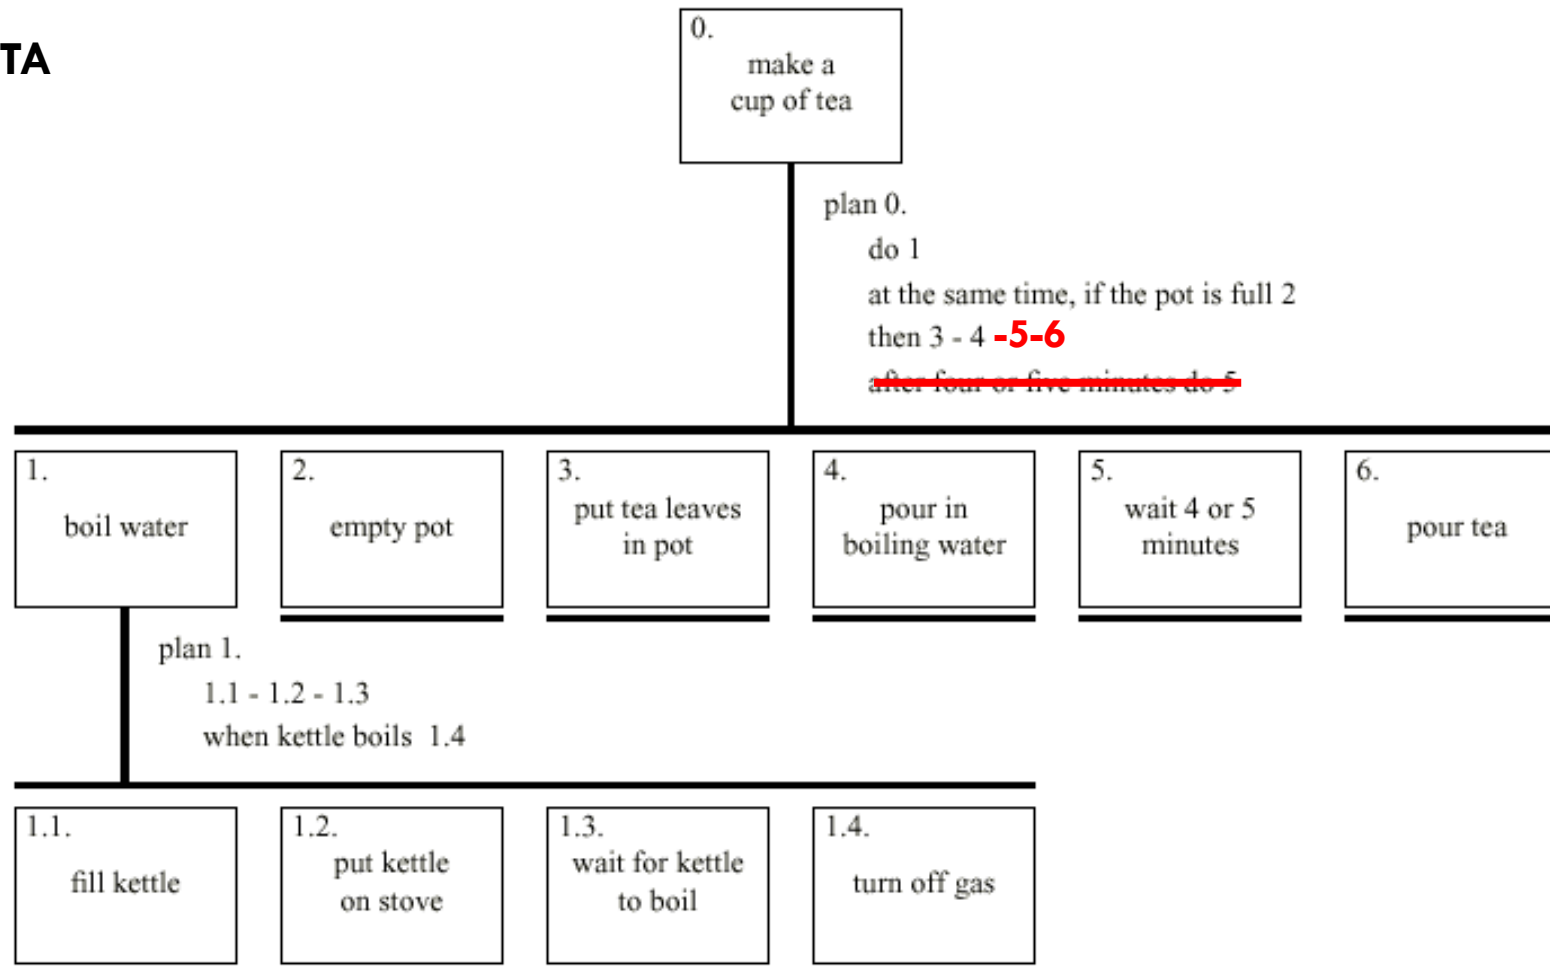 TA
0.
make a
cup of tea
plan 0.
do 1
at the same time, if the pot is full 2
then 3 - 4 -5-6
after four or five minutes do 5
1.
boil water
2.
empty pot
3.
put tea leaves
in pot
4.
pour in
boiling water
5.
wait 4 or 5
minutes
6.
pour tea
plan 1.
1.1 - 1.2 - 1.3
when kettle boils 1.4
1.1.
fill kettle
1.2.
put kettle
on stove
1.3.
wait for kettle
to boil
1.4.
turn off gas